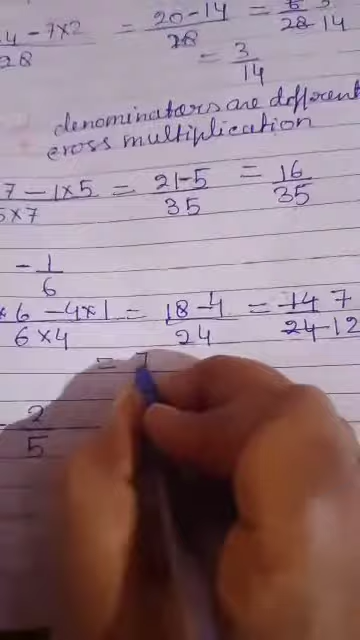 4 - 7×2 / 28 = 20-14 / 28 = 6 3 / 28 14
= 3/14
denominators are different
cross multiplication
7 - 1×5 / 5×7 = 21-5 / 35 = 16/35
- 1/6
×6 - 4×1 / 6×4 = 18-4 / 24 = 14 7 / 24 12
= 7
2/5